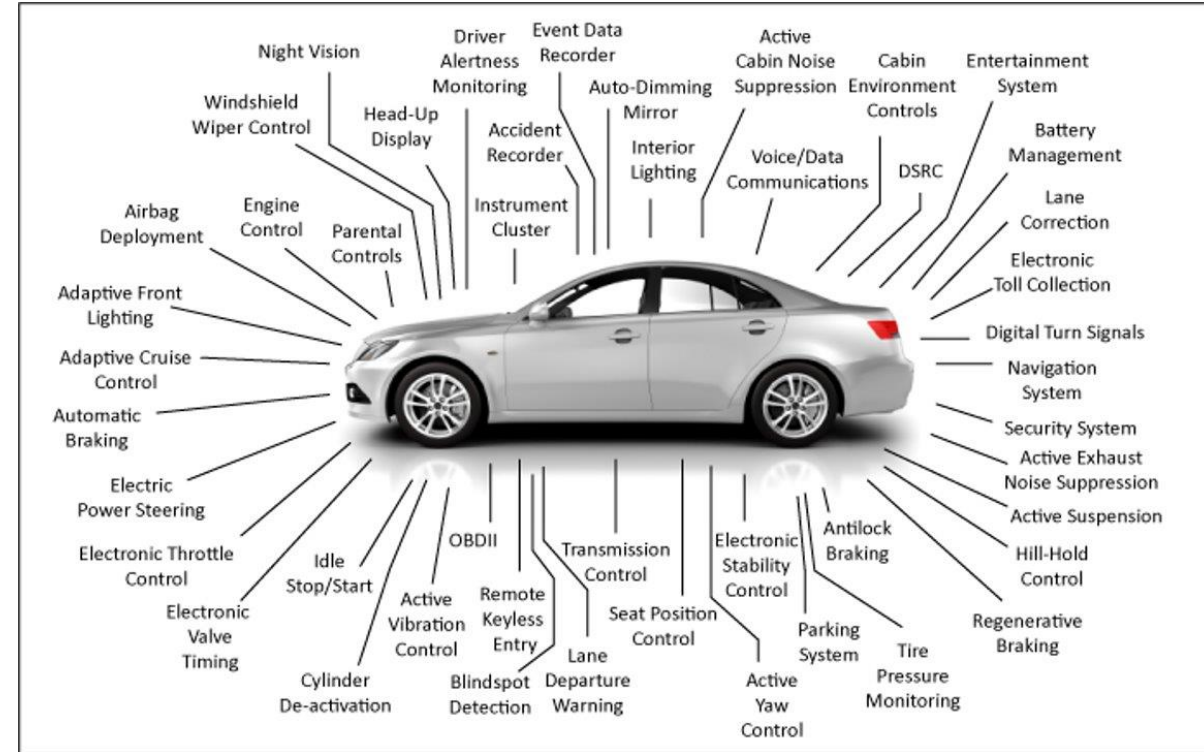 Night Vision
Driver
Alertness
Monitoring
Event Data
Recorder
Active
Cabin Noise
Suppression
Cabin
Environment
Controls
Entertainment
System
Windshield
Wiper Control
Head-Up
Display
Accident
Recorder
Auto-Dimming
Mirror
Interior
Lighting
Voice/Data
Communications
DSRC
Battery
Management
Airbag
Deployment
Engine
Control
Parental
Controls
Instrument
Cluster
Lane
Correction
Electronic
Toll Collection
Adaptive Front
Lighting
Digital Turn Signals
Adaptive Cruise
Control
Navigation
System
Automatic
Braking
Security System
Active Exhaust
Noise Suppression
Electric
Power Steering
Active Suspension
Electronic Throttle
Control
Idle
Stop/Start
OBDII
Transmission
Control
Electronic
Stability
Control
Antilock
Braking
Hill-Hold
Control
Electronic
Valve
Timing
Active
Vibration
Control
Remote
Keyless
Entry
Seat Position
Control
Parking
System
Regenerative
Braking
Cylinder
De-activation
Blindspot
Detection
Lane
Departure
Warning
Active
Yaw
Control
Tire
Pressure
Monitoring